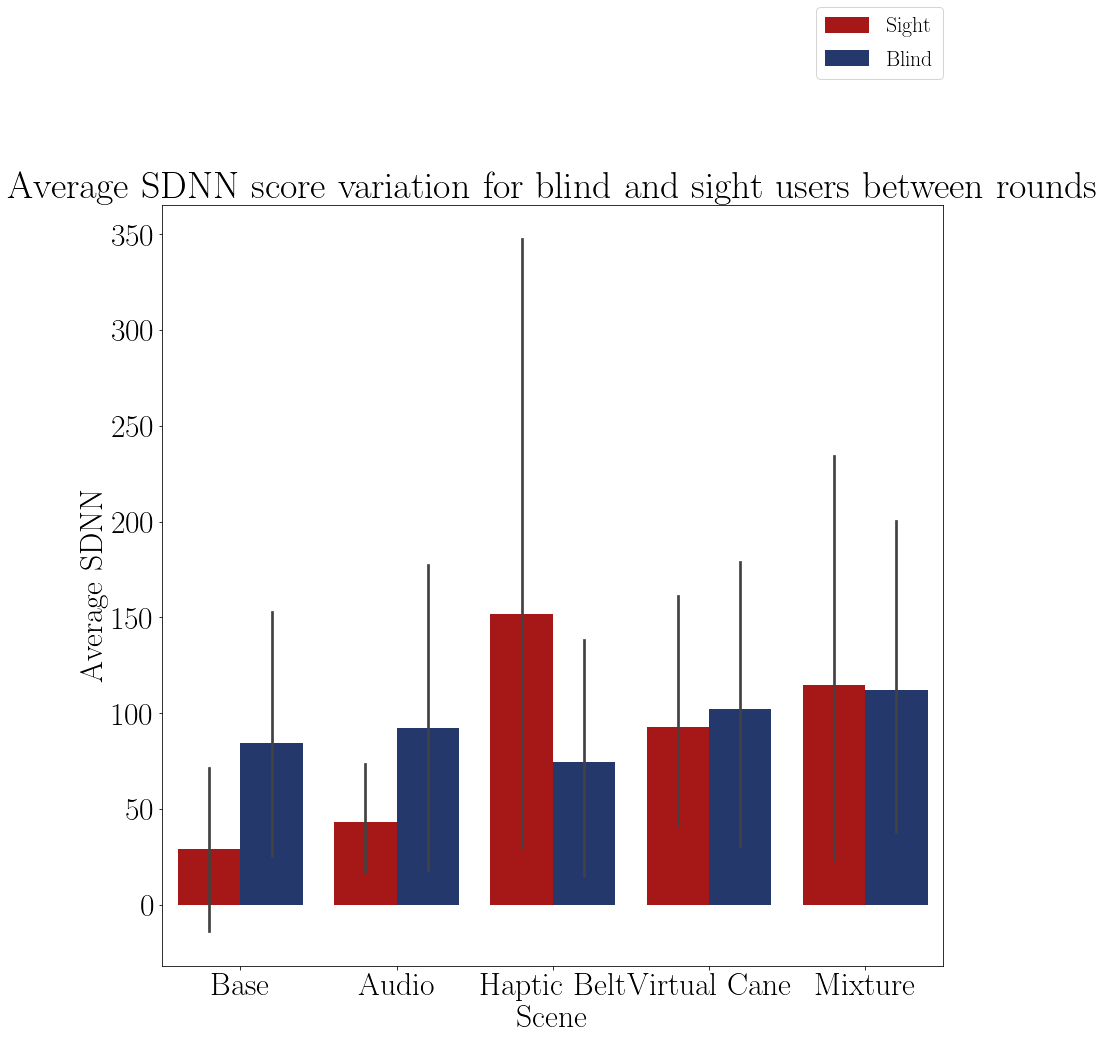 Sight
Blind
Average SDNN score variation for blind and sight users between rounds
350
300
250
200
150
100
50
0
Average SDNN
Base Audio Haptic Belt Virtual Cane Mixture
Scene